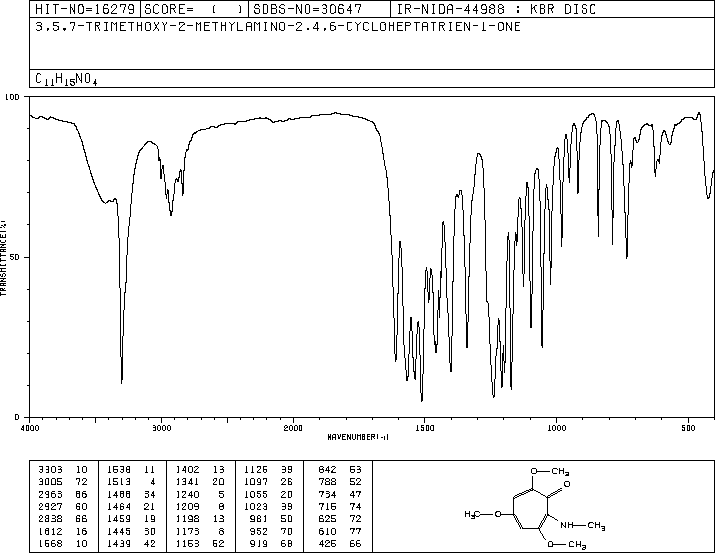 HIT-NO=16279 SCORE= ( ) SDBS-NO=30647 IR-NIDA-44988 : KBR DISC
3,5,7-TRIMETHOXY-2-METHYLAMINO-2,4,6-CYCLOHEPTATRIEN-1-ONE
C11H15NO4
100
TRANSMITTANCE(%)
50
0
4000 3000 2000 1500 1000 500
WAVENUMBER(-1)
3303 10 1538 11 1402 13 1126 39 842 53
3005 72 1513 4 1341 20 1097 26 788 52
2963 66 1488 34 1240 5 1055 20 734 47
2927 60 1464 21 1209 8 1023 39 716 74
2838 66 1459 19 1198 13 981 50 625 72
1612 16 1445 30 1173 8 952 70 610 77
1568 10 1439 42 1153 52 919 68 426 66
O—CH3
O
H3C—O
NH—CH3
O—CH3